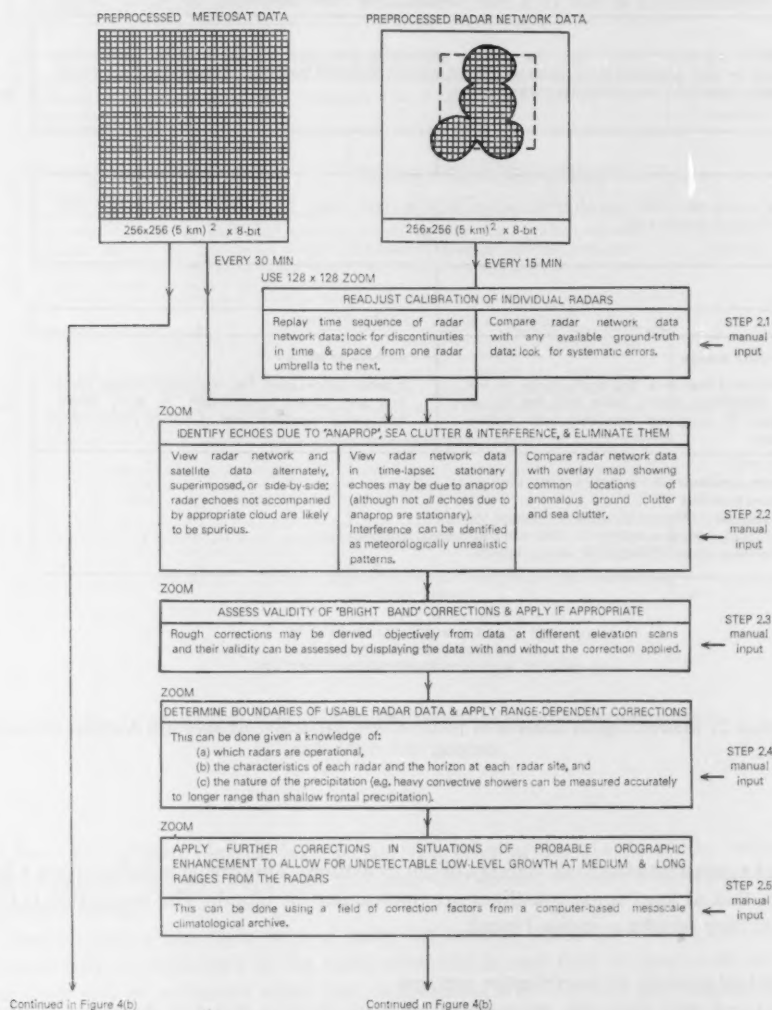 PREPROCESSED METEOSAT DATA
PREPROCESSED RADAR NETWORK DATA
256x256 (5 km)² x 8-bit
256x256 (5 km)² x 8-bit
EVERY 30 MIN
EVERY 15 MIN
USE 128 x 128 ZOOM
READJUST CALIBRATION OF INDIVIDUAL RADARS
Replay time sequence of radar
network data: look for discontinuities
in time & space from one radar
umbrella to the next.
Compare radar network data
with any available ground-truth
data; look for systematic errors.
STEP 2.1
manual
input
ZOOM
IDENTIFY ECHOES DUE TO 'ANAPROP', SEA CLUTTER & INTERFERENCE, & ELIMINATE THEM
View radar network and
satellite data alternately,
superimposed, or side-by-side:
radar echoes not accompanied
by appropriate cloud are likely
to be spurious.
View radar network data
in time-lapse: stationary
echoes may be due to anaprop
(although not all echoes due to
anaprop are stationary).
Interference can be identified
as meteorologically unrealistic
patterns.
Compare radar network data
with overlay map showing
common locations of
anomalous ground clutter
and sea clutter.
STEP 2.2
manual
input
ZOOM
ASSESS VALIDITY OF 'BRIGHT BAND' CORRECTIONS & APPLY IF APPROPRIATE
Rough corrections may be derived objectively from data at different elevation scans
and their validity can be assessed by displaying the data with and without the correction applied.
STEP 2.3
manual
input
ZOOM
DETERMINE BOUNDARIES OF USABLE RADAR DATA & APPLY RANGE-DEPENDENT CORRECTIONS
This can be done given a knowledge of:
(a) which radars are operational,
(b) the characteristics of each radar and the horizon at each radar site, and
(c) the nature of the precipitation (e.g. heavy convective showers can be measured accurately
to longer range than shallow frontal precipitation).
STEP 2.4
manual
input
ZOOM
APPLY FURTHER CORRECTIONS IN SITUATIONS OF PROBABLE OROGRAPHIC
ENHANCEMENT TO ALLOW FOR UNDETECTABLE LOW-LEVEL GROWTH AT MEDIUM & LONG
RANGES FROM THE RADARS
This can be done using a field of correction factors from a computer-based mesoscale
climatological archive.
STEP 2.5
manual
input
Continued in Figure 4(b)
Continued in Figure 4(b)